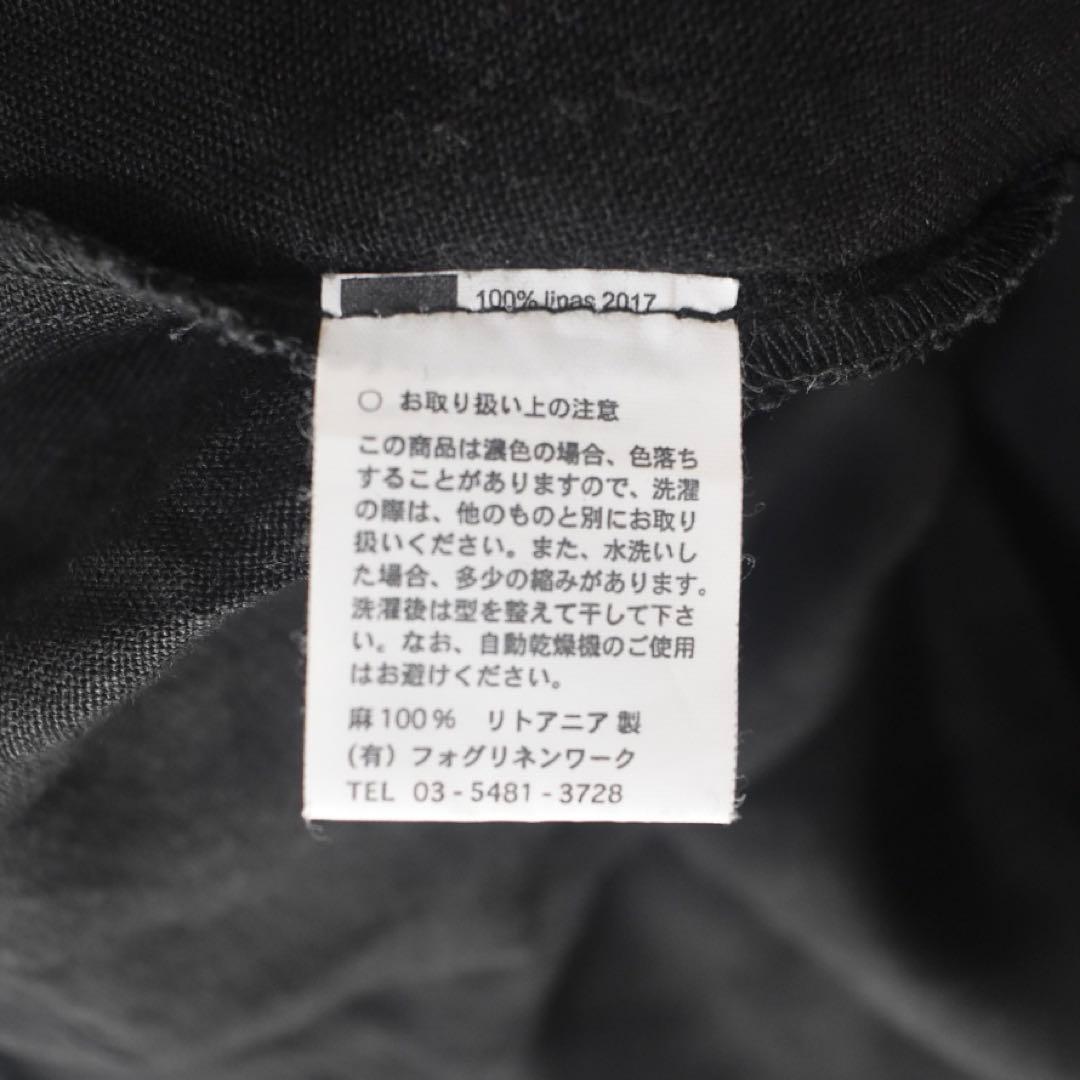 100% linas 2017
○ お取り扱い上の注意
この商品は濃色の場合、色落ち
することがありますので、洗濯
の際は、他のものと別にお取り
扱いください。また、水洗いし
た場合、多少の縮みがあります。
洗濯後は型を整えて干して下さ
い。なお、自動乾燥機のご使用
はお避けください。
麻100% リトアニア製
(有) フォグリネンワーク
TEL 03-5481-3728